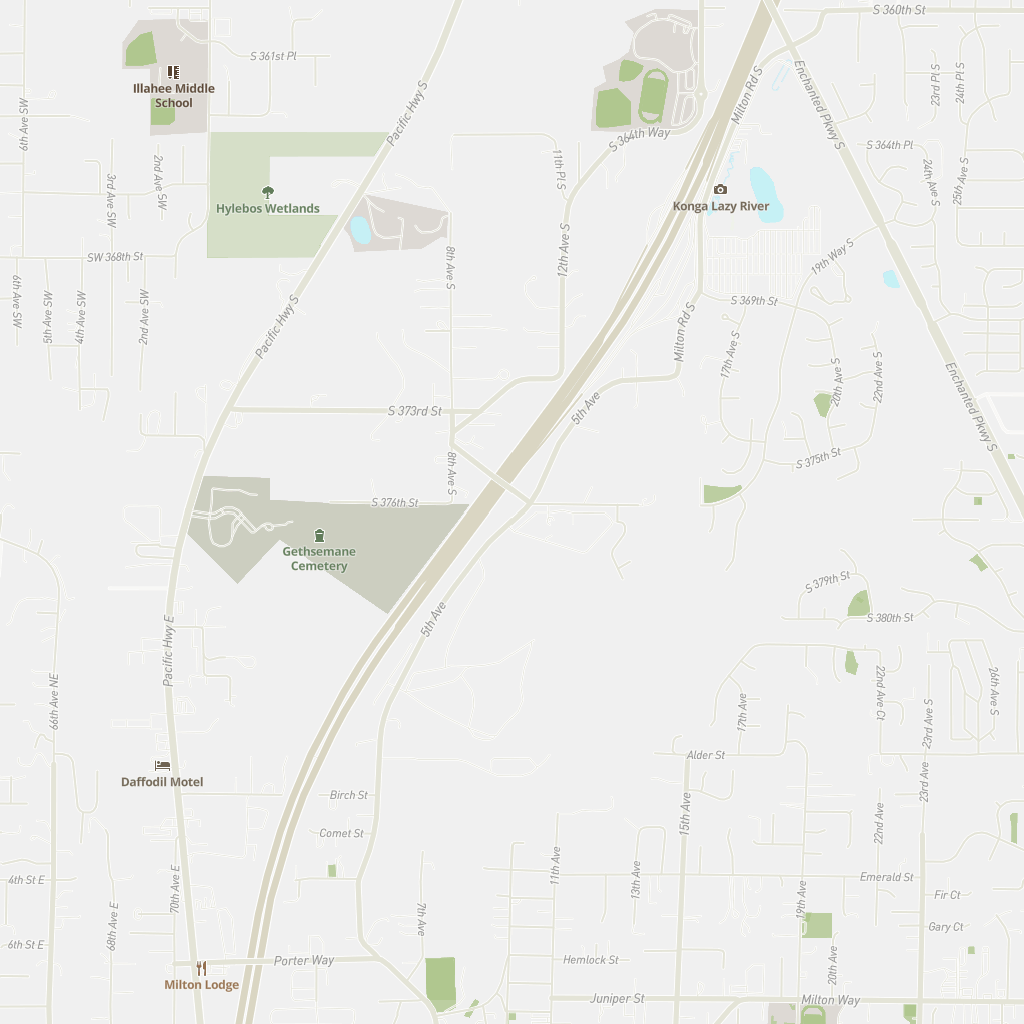 S 360th St
S 361st Pl
Illahee Middle
School
6th Ave SW
Pacific Hwy S
S 364th Way
Milton Rd S
Enchanted Pkwy S
23rd Pl S
24th Pl S
S 364th Pl
2nd Ave SW
3rd Ave SW
11th Pl S
24th Ave S
25th Ave S
Hylebos Wetlands
Konga Lazy River
SW 368th St
8th Ave S
12th Ave S
19th Way S
6th Ave SW
5th Ave SW
4th Ave SW
2nd Ave SW
Pacific Hwy S
S 369th St
Milton Rd S
17th Ave S
20th Ave S
22nd Ave S
Enchanted Pkwy S
S 373rd St
5th Ave
8th Ave S
S 375th St
S 376th St
Gethsemane
Cemetery
S 379th St
S 380th St
5th Ave
Pacific Hwy E
66th Ave NE
17th Ave
22nd Ave Ct
23rd Ave S
26th Ave S
Alder St
Daffodil Motel
Birch St
Comet St
15th Ave
23rd Ave
22nd Ave
4th St E
70th Ave E
68th Ave E
7th Ave
11th Ave
13th Ave
19th Ave
Emerald St
Fir Ct
Gary Ct
6th St E
Porter Way
Hemlock St
20th Ave
Milton Lodge
Juniper St
Milton Way